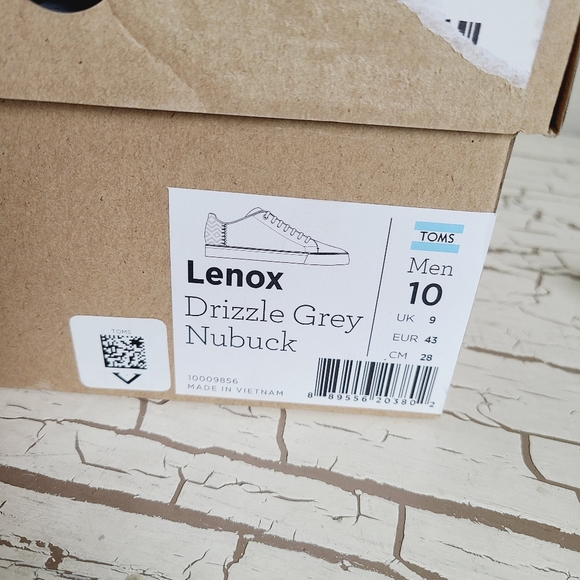 TOMS
Lenox
Drizzle Grey
Nubuck
10009856
MADE IN VIETNAM
TOMS
Men
10
UK 9
EUR 43
CM 28
8 89556 20380 2